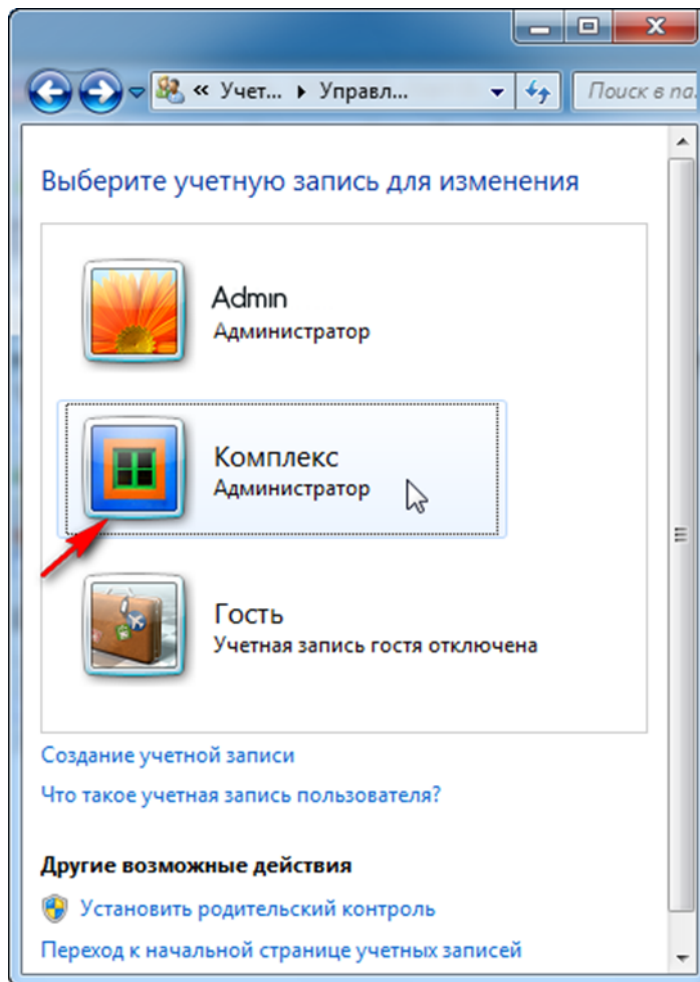 « Учет... Управл...
Поиск в па
Выберите учетную запись для изменения
Admin
Администратор
Комплекс
Администратор
Гость
Учетная запись гостя отключена
Создание учетной записи
Что такое учетная запись пользователя?
Другие возможные действия
Установить родительский контроль
Переход к начальной странице учетных записей